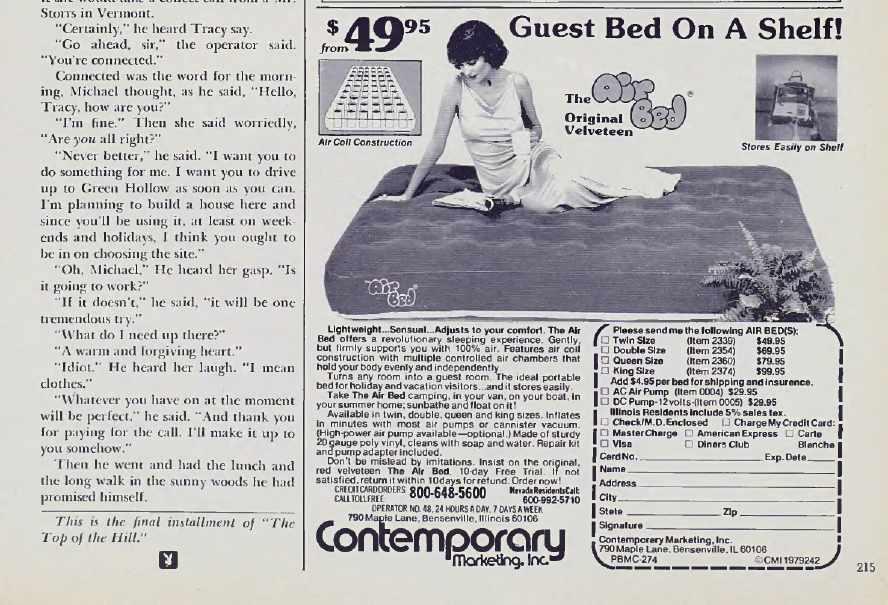 Storrs in Vermont.
"Certainly," he heard Tracy say.
"Go ahead, sir," the operator said.
"You're connected."
Connected was the word for the morn-
ing, Michael thought, as he said, "Hello,
Tracy, how are you?"
"I'm fine." Then she said worriedly,
"Are you all right?"
"Never better," he said. "I want you to
do something for me. I want you to drive
up to Green Hollow as soon as you can.
I'm planning to build a house here and
since you'll be using it, at least on week-
ends and holidays, I think you ought to
be in on choosing the site."
"Oh, Michael," He heard her gasp. "Is
it going to work?"
"If it doesn't," he said, "it will be one
tremendous try."
"What do I need up there?"
"A warm and forgiving heart."
"Idiot." He heard her laugh. "I mean
clothes."
"Whatever you have on at the moment
will be perfect," he said. "And thank you
for paying for the call. I'll make it up to
you somehow."
Then he went and had the lunch and
the long walk in the sunny woods he had
promised himself.
This is the final installment of "The
Top of the Hill."
$49.95
from
Guest Bed On A Shelf!
Air Coil Construction
The Air Bed®
Original
Velveteen
Stores Easily on Shelf
Air Bed
Lightweight...Sensual...Adjusts to your comfort. The Air
Bed offers a revolutionary sleeping experience. Gently,
but firmly supports you with 100% air. Features air coil
construction with multiple controlled air chambers that
hold your body evenly and independently.
Turns any room into a guest room. The ideal portable
bed for holiday and vacation visitors...and it stores easily.
Take The Air Bed camping, in your van, on your boat, in
your summer home; sunbathe and float on it!
Available in twin, double, queen and king sizes. Inflates
in minutes with most air pumps or cannister vacuum.
(High-power air pump available—optional.) Made of sturdy
20 gauge poly vinyl, cleans with soap and water. Repair kit
and pump adapter included.
Don't be mislead by imitations. Insist on the original,
red velveteen The Air Bed. 10-day Free Trial. If not
satisfied, return it within 10 days for refund. Order now!
CREDIT CARD ORDERS
CALL TOLL FREE 800-648-5600
Nevada Residents Call:
600-992-5710
OPERATOR NO. 48, 24 HOURS A DAY, 7 DAYS A WEEK
790 Maple Lane, Bensenville, Illinois 60106
Contemporary
Marketing, Inc.
Please send me the following AIR BED(S):
☐ Twin Size (Item 2339) $49.95
☐ Double Size (Item 2354) $69.95
☐ Queen Size (Item 2360) $79.95
☐ King Size (Item 2374) $99.95
Add $4.95 per bed for shipping and insurence.
☐ AC Air Pump (Item 0004) $29.95
☐ DC Pump-12 volts-(Item 0005) $29.95
Illinois Residents include 5% sales tax.
☐ Check/M.D. Enclosed ☐ Charge My Credit Card:
☐ Master Charge ☐ American Express ☐ Carte
☐ Visa ☐ Diners Club Blanche
Card No. Exp. Date
Name
Address
City
State Zip
Signature
Contemporery Marketing, Inc.
790 Maple Lane, Bensenville, IL 60106
PBMC-274 ©CMI 1979242
215